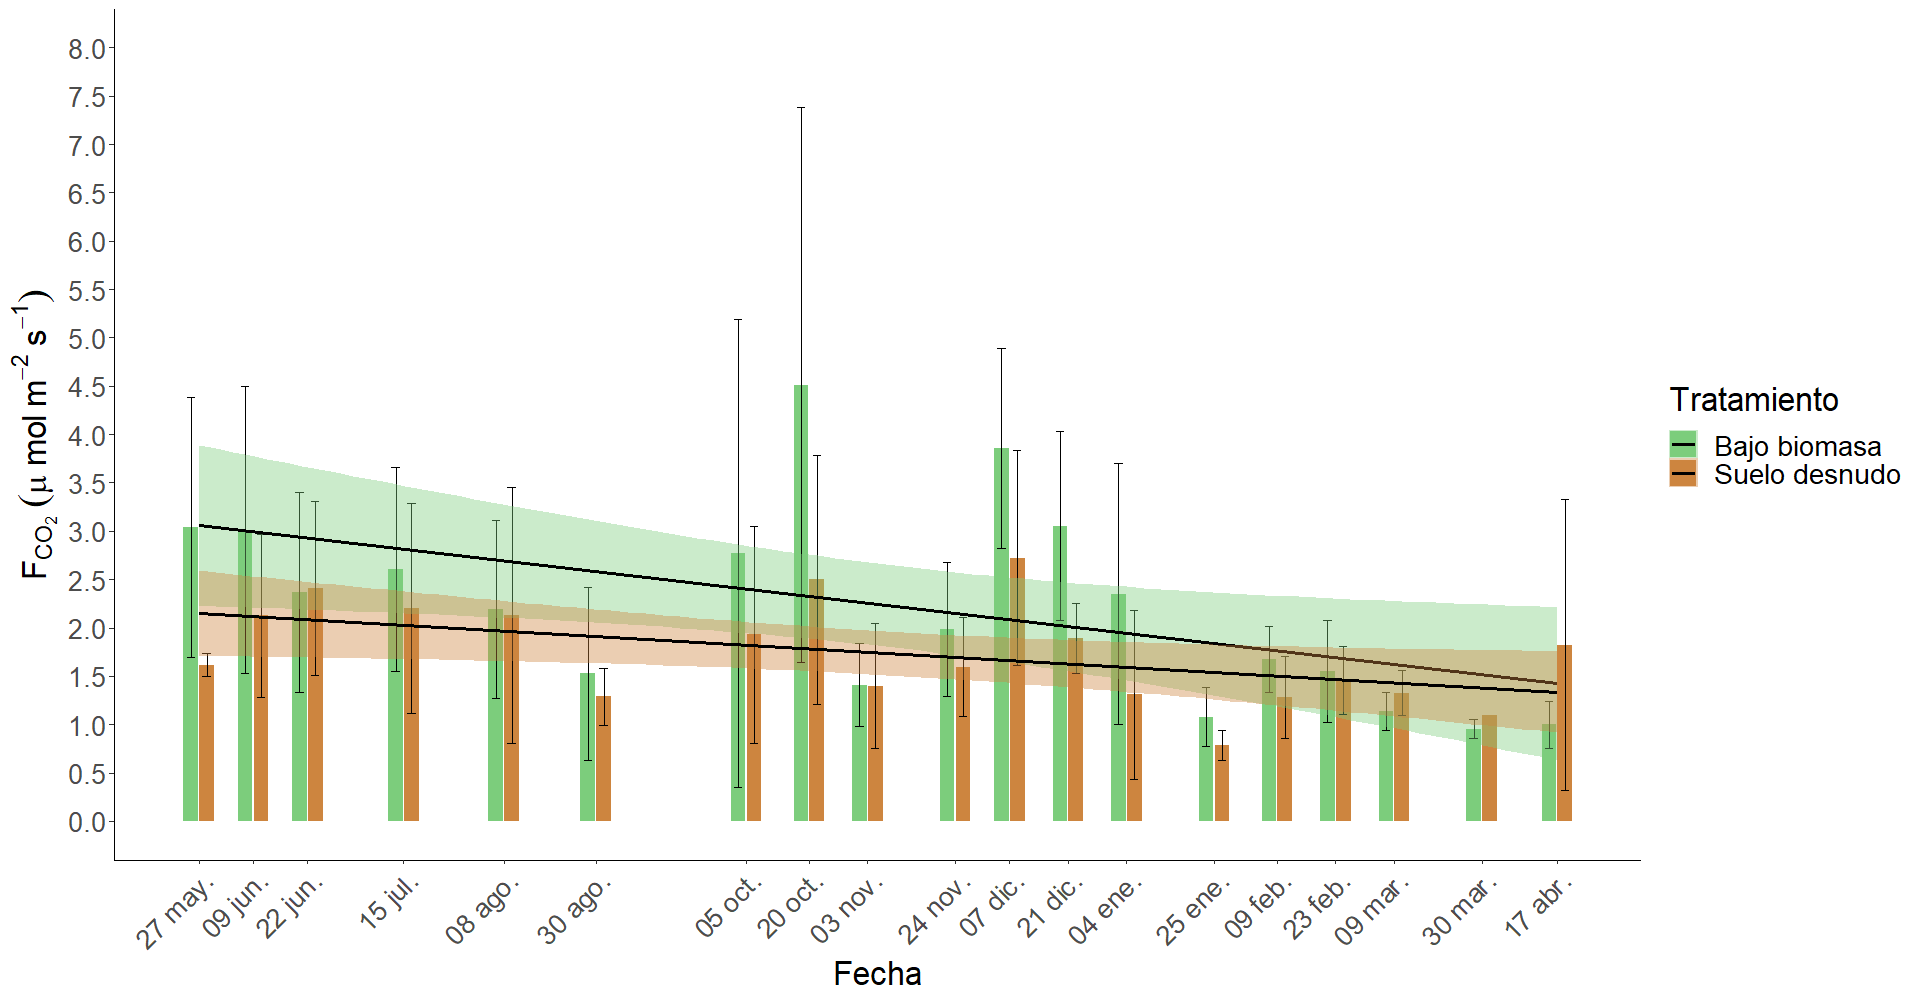 8.0
7.5
7.0
6.5
6.0
5.5
5.0
4.5
4.0
3.5
3.0
2.5
2.0
1.5
1.0
0.5
0.0
F_CO₂ (μ mol m⁻² s⁻¹)
27 may. 09 jun. 22 jun. 15 jul. 08 ago. 30 ago. 05 oct. 20 oct. 03 nov. 24 nov. 07 dic. 21 dic. 04 ene. 25 ene. 09 feb. 23 feb. 09 mar. 30 mar. 17 abr.
Fecha
Tratamiento
Bajo biomasa
Suelo desnudo